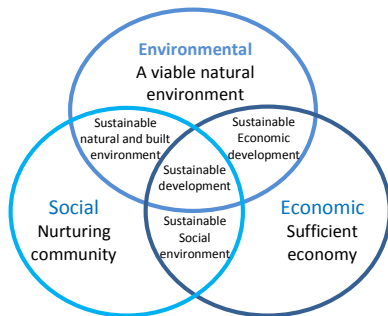 Environmental
A viable natural
environment
Sustainable
natural and built
environment
Sustainable
Economic
development
Sustainable
development
Social
Nurturing
community
Sustainable
Social
environment
Economic
Sufficient
economy